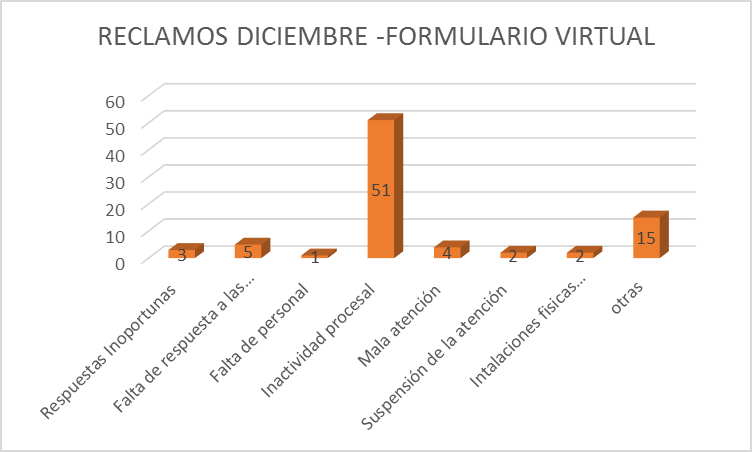 RECLAMOS DICIEMBRE -FORMULARIO VIRTUAL
60
50
40
30
20
10
0
3
5
1
51
4
2
2
15
Respuestas Inoportunas
Falta de respuesta a las...
Falta de personal
Inactividad procesal
Mala atención
Suspensión de la atención
Intalaciones fisicas...
otras